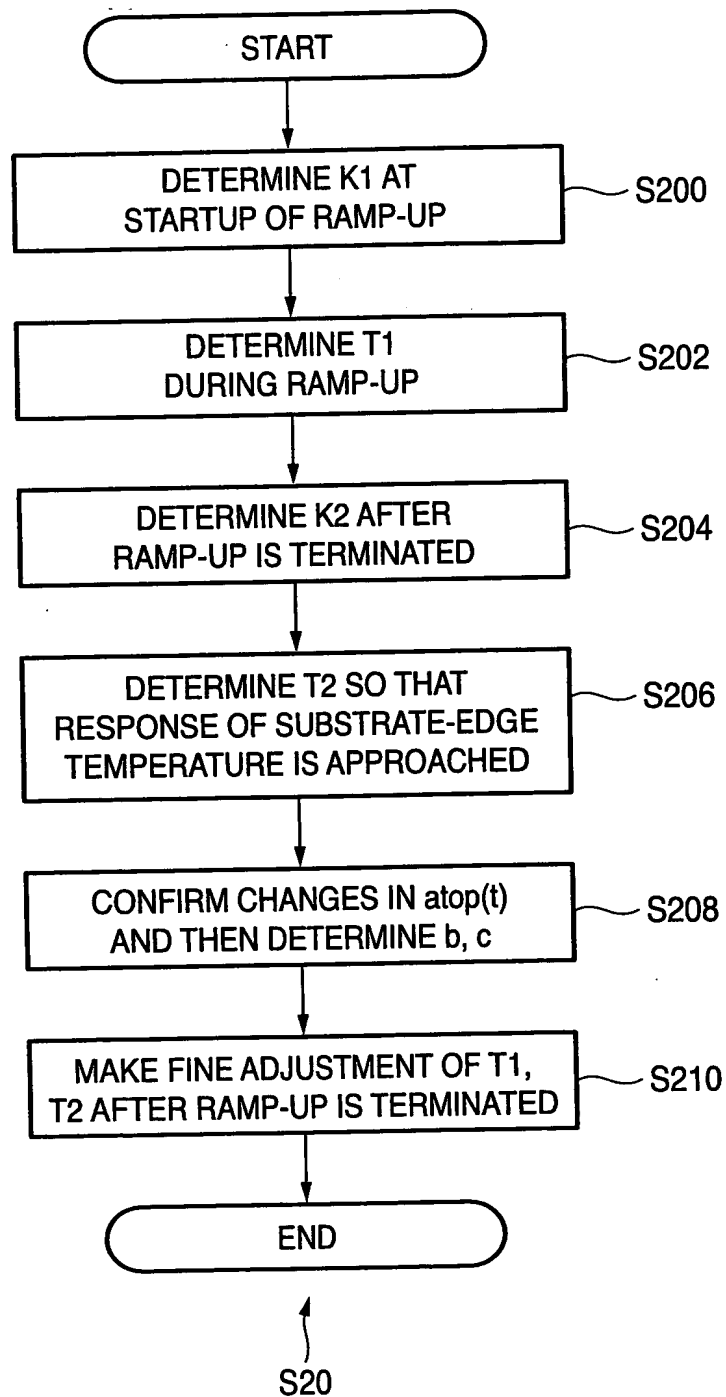 START
DETERMINE K1 AT
STARTUP OF RAMP-UP
S200
DETERMINE T1
DURING RAMP-UP
S202
DETERMINE K2 AFTER
RAMP-UP IS TERMINATED
S204
DETERMINE T2 SO THAT
RESPONSE OF SUBSTRATE-EDGE
TEMPERATURE IS APPROACHED
S206
CONFIRM CHANGES IN atop(t)
AND THEN DETERMINE b, c
S208
MAKE FINE ADJUSTMENT OF T1,
T2 AFTER RAMP-UP IS TERMINATED
S210
END
S20